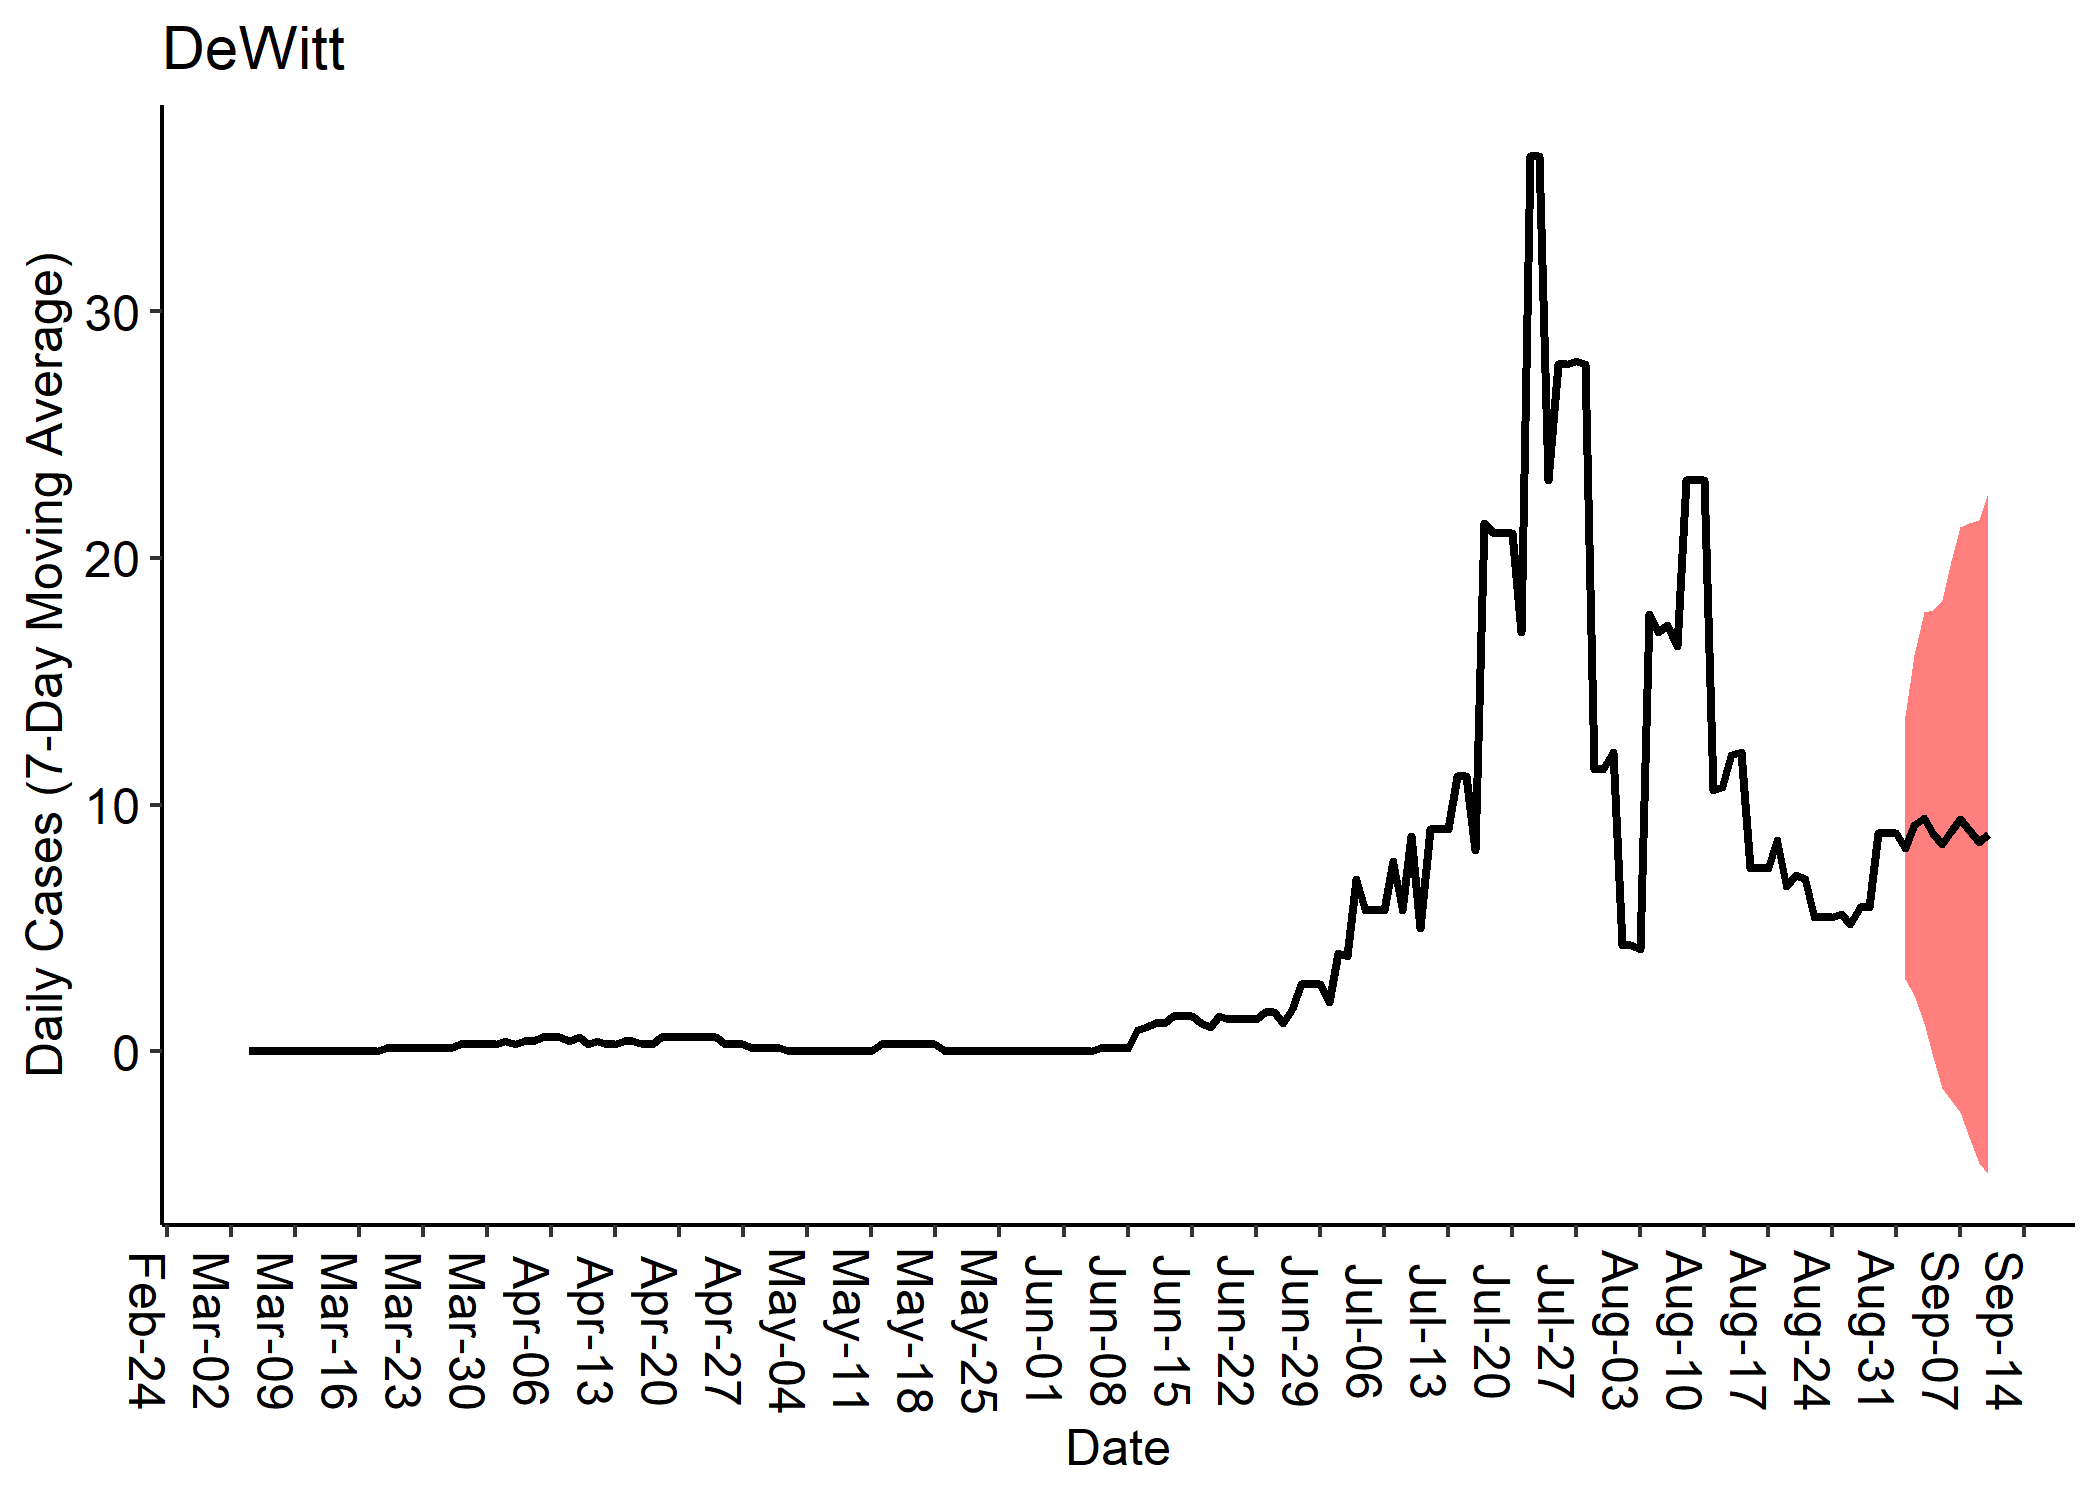 DeWitt
Daily Cases (7-Day Moving Average)
30
20
10
0
Feb-24
Mar-02
Mar-09
Mar-16
Mar-23
Mar-30
Apr-06
Apr-13
Apr-20
Apr-27
May-04
May-11
May-18
May-25
Jun-01
Jun-08
Jun-15
Jun-22
Jun-29
Jul-06
Jul-13
Jul-20
Jul-27
Aug-03
Aug-10
Aug-17
Aug-24
Aug-31
Sep-07
Sep-14
Date